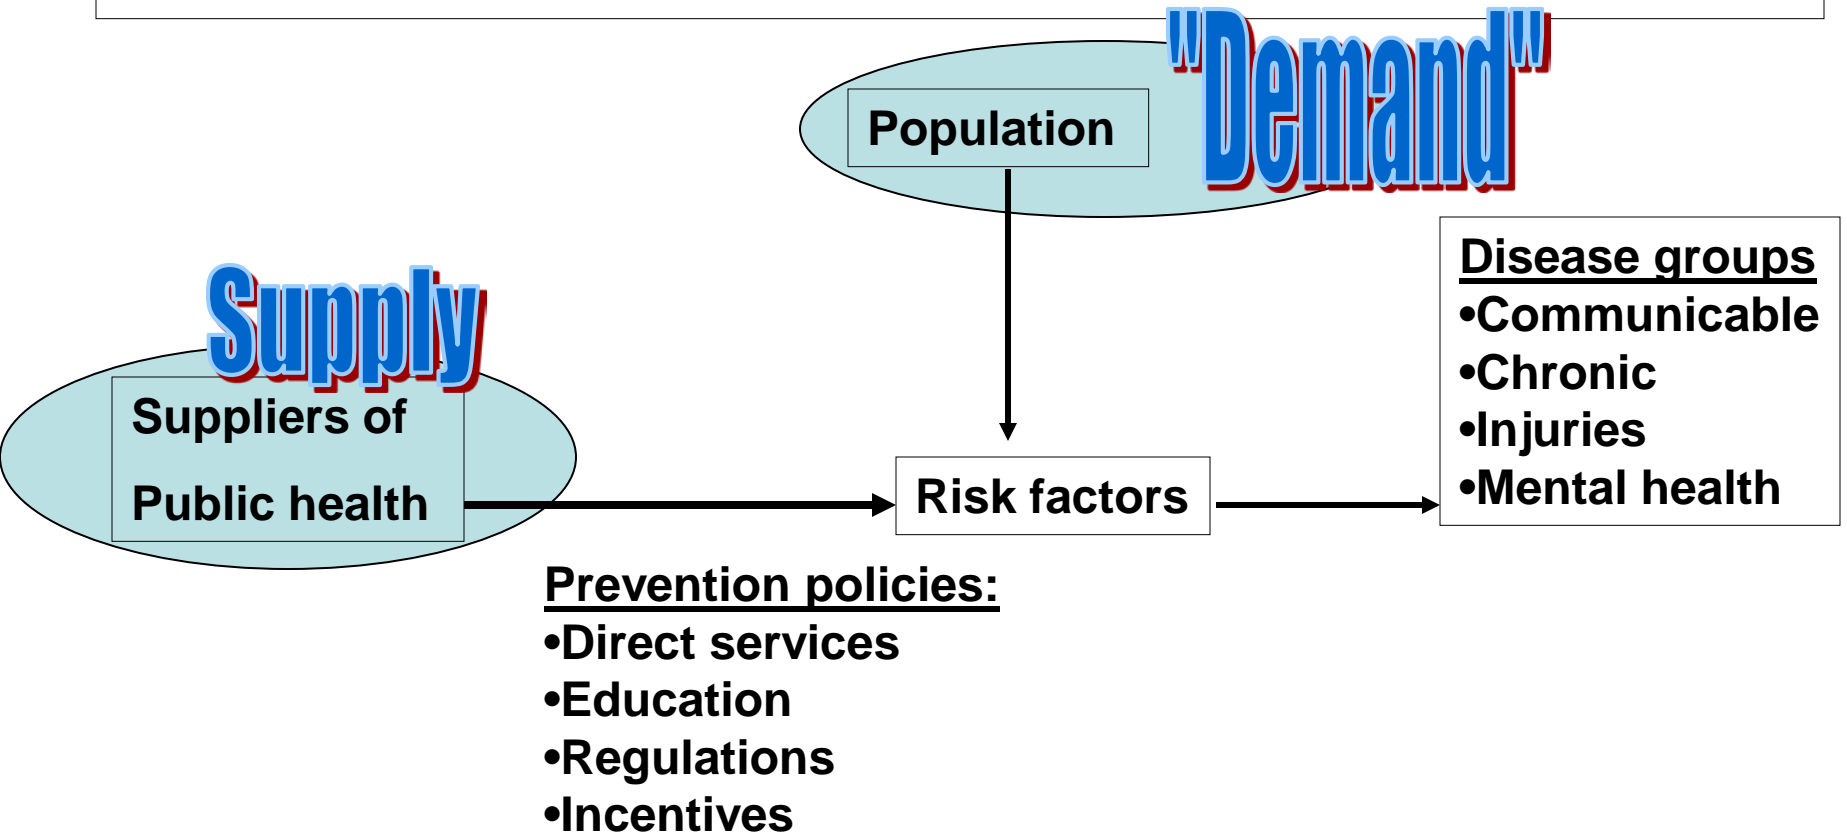 "Demand"
Population
Supply
Suppliers of
Public health
Risk factors
Disease groups
•Communicable
•Chronic
•Injuries
•Mental health
Prevention policies:
•Direct services
•Education
•Regulations
•Incentives